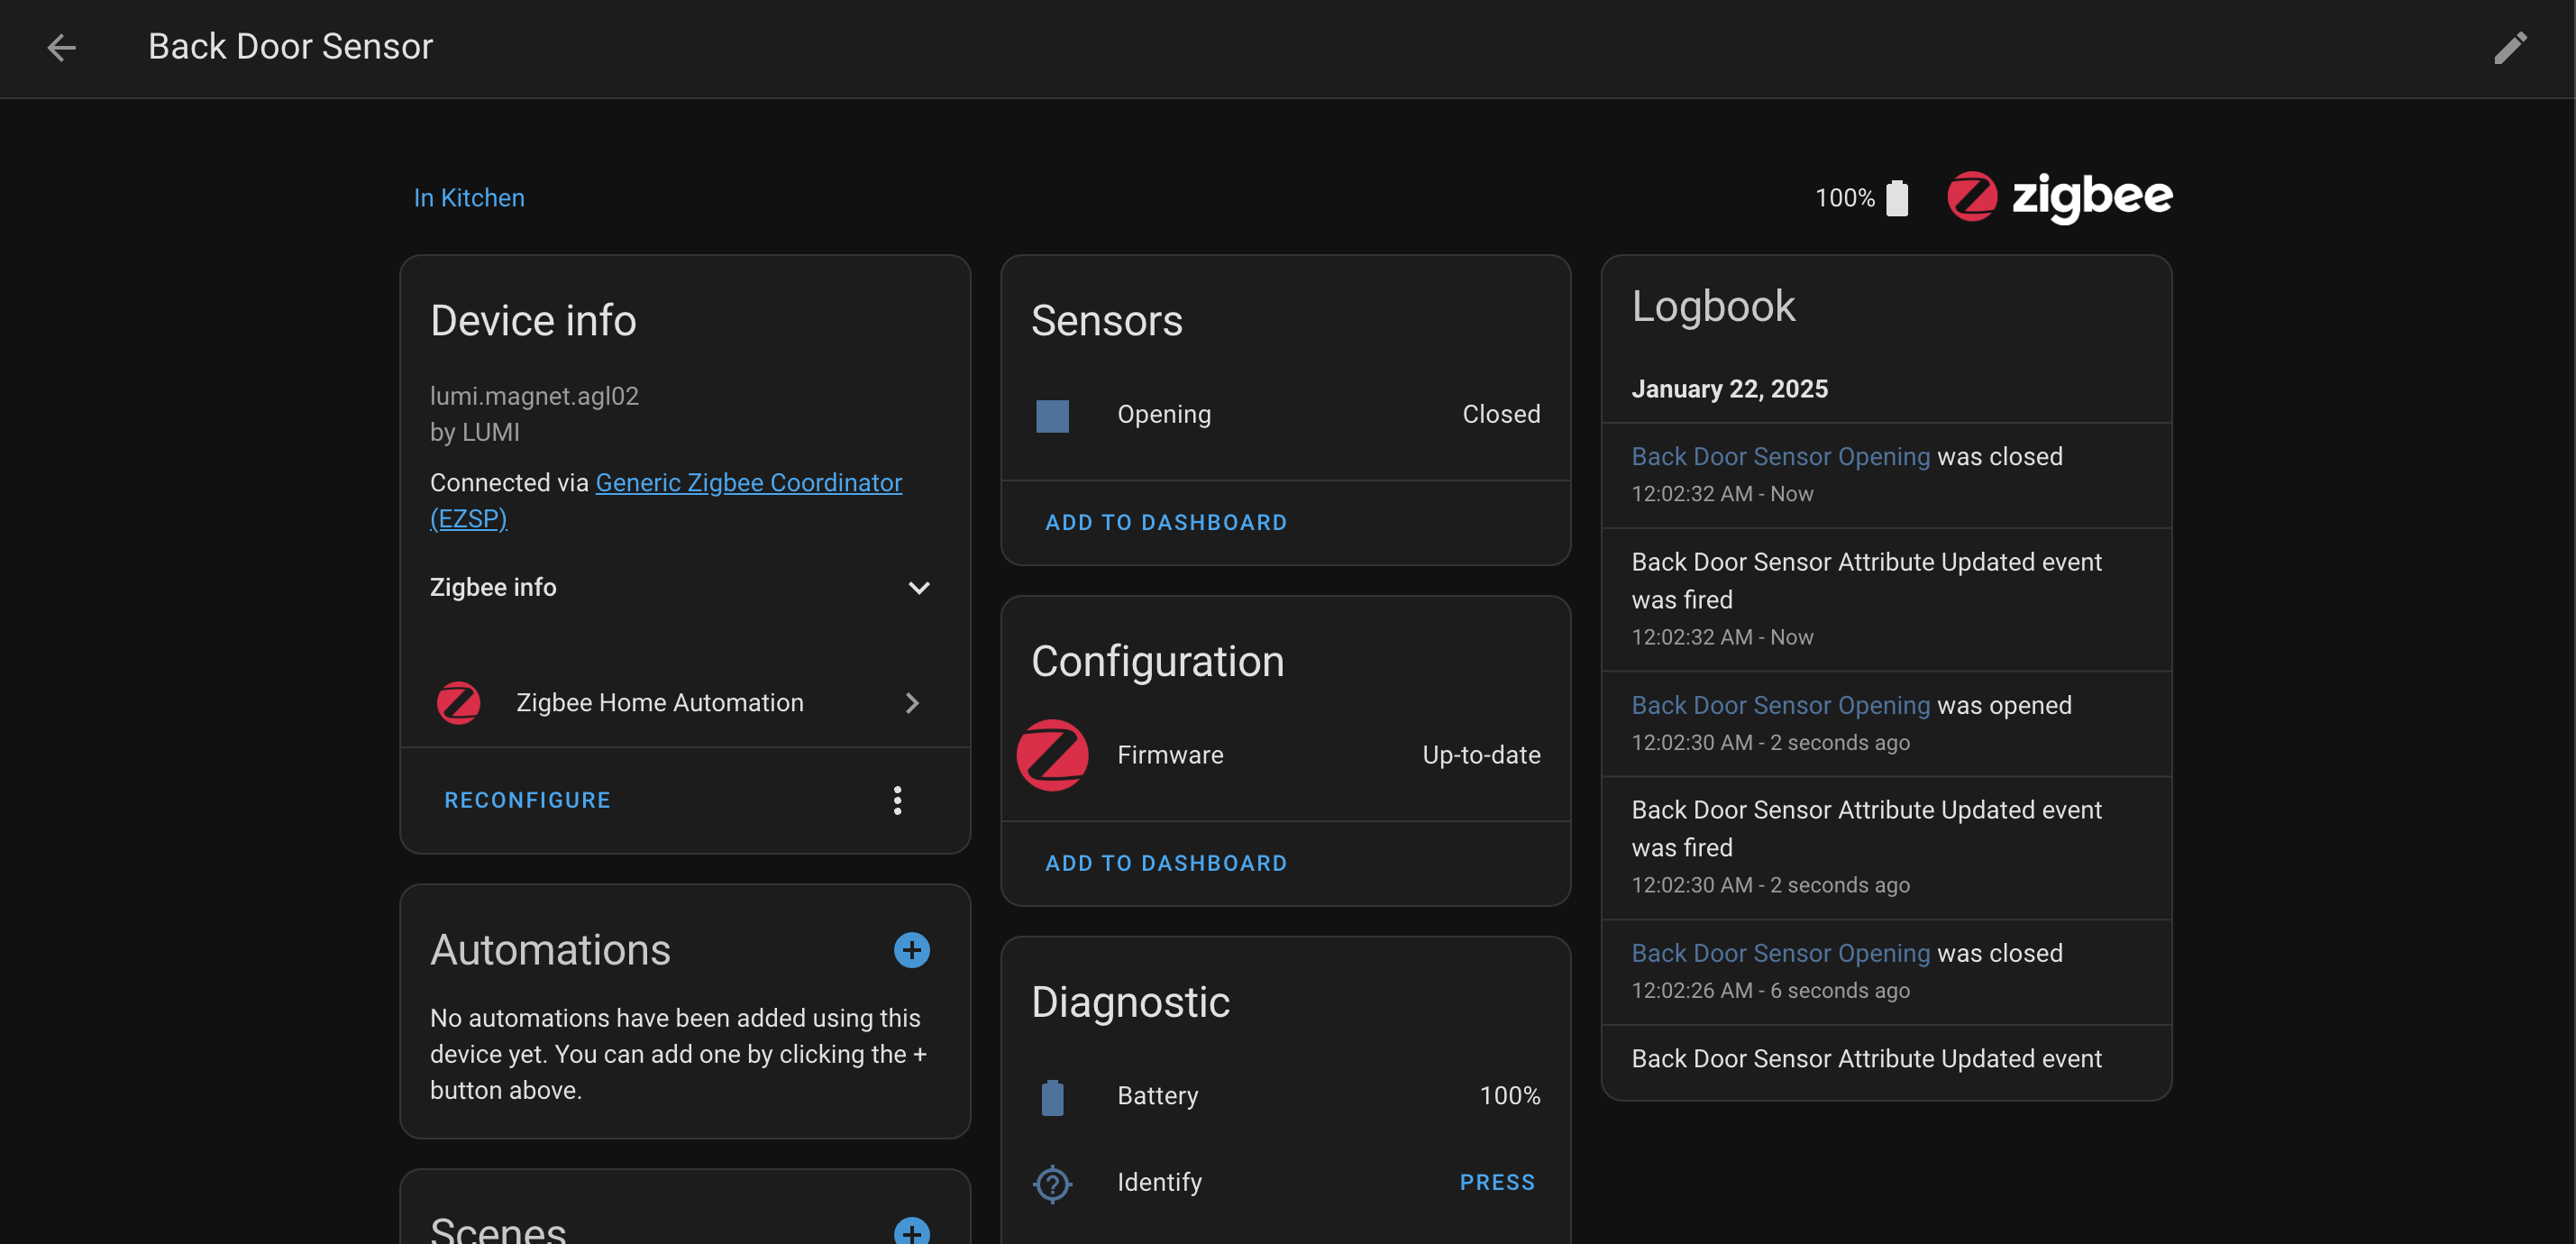 Back Door Sensor
In Kitchen
100%
zigbee
Device info
lumi.magnet.agl02
by LUMI
Connected via Generic Zigbee Coordinator
(EZSP)
Zigbee info
Zigbee Home Automation
RECONFIGURE
Automations
No automations have been added using this
device yet. You can add one by clicking the +
button above.
Scenes
Sensors
Opening Closed
ADD TO DASHBOARD
Configuration
Firmware Up-to-date
ADD TO DASHBOARD
Diagnostic
Battery 100%
Identify PRESS
Logbook
January 22, 2025
Back Door Sensor Opening was closed
12:02:32 AM - Now
Back Door Sensor Attribute Updated event
was fired
12:02:32 AM - Now
Back Door Sensor Opening was opened
12:02:30 AM - 2 seconds ago
Back Door Sensor Attribute Updated event
was fired
12:02:30 AM - 2 seconds ago
Back Door Sensor Opening was closed
12:02:26 AM - 6 seconds ago
Back Door Sensor Attribute Updated event